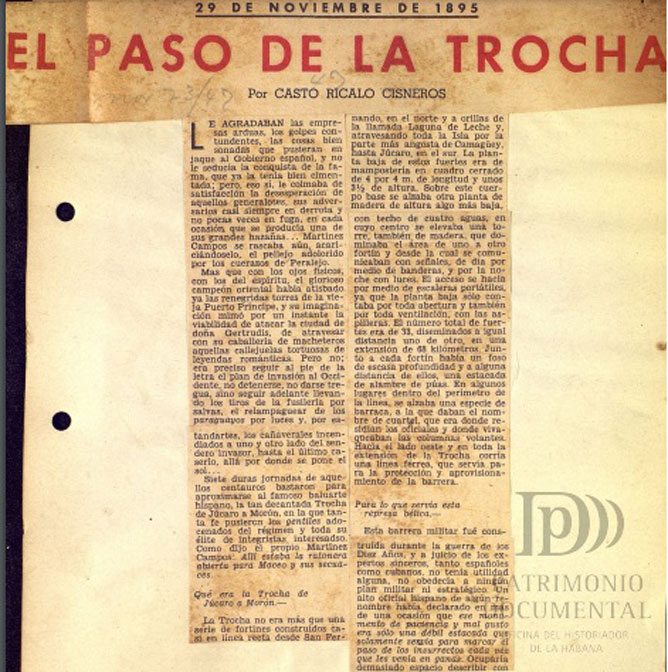 29 DE NOVIEMBRE DE 1895
EL PASO DE LA TROCHA
Por CASTO RICALO CISNEROS
LE AGRADABAN las empre-
sas arduas, los golpes con-
tundentes, las cosas bien
sonadas que pusieran en
jaque al Gobierno español, y no
le seducía la conquista de la fa-
ma, que ya la tenía bien cimen-
tada; pero, eso sí, le colmaba de
satisfacción la desesperación de
aquellos generalotes, sus adver-
sarios casi siempre en derrota y
no pocas veces en fuga, en cada
ocasión que se producía una de
sus grandes hazañas... Martínez
Campos se rascaba aún, acari-
ciándoselo, el pellejo adolorido
por los cuerazos de Peralejo.
Mas que con los ojos físicos,
con los del espíritu, el glorioso
campeón oriental había atisbado
ya las renegridas torres de la vie-
ja Puerto Príncipe, y su imagina-
ción mimó por un instante la
viabilidad de atacar la ciudad de
doña Gertrudis, de atravesar
con su caballería de macheteros
aquellas callejuelas tortuosas de
leyendas románticas. Pero no;
era preciso seguir al pie de la
letra el plan de invasión al Occi-
dente, no detenerse, no darse tre-
gua, sino seguir adelante llevan-
do los tiros de la fusilería por
salvas, el relampaguear de los
paraguayos por luces y, por es-
tandartes, los cañaverales incen-
diados a uno y otro lado del sen-
dero invasor, hasta el último ca-
serío, allá por donde se pone el
sol...
Siete duras jornadas de aque-
llos centauros bastaron para
aproximarse al famoso baluarte
hispano, la tan decantada Trocha
de Júcaro a Morón, en la que tan-
ta fe pusieron los gentiles adoce-
nados del régimen y toda su
élite de integristas interesado.
Como dijo el propio Martínez
Campos: Allí estaba la ratonera
abierta para Maceo y sus secua-
ces.
Qué era la Trocha de
Júcaro a Morón.—
La Trocha no era más que una
serie de fortines construidos ca-
si en línea recta desde San Fer-
nando, en el norte y a orillas de
la llamada Laguna de Leche y,
atravesando toda la Isla por la
parte más angosta de Camagüey,
hasta Júcaro, en el sur. La plan-
ta baja de estos fuertes era de
mampostería en cuadro cerrado
de 4 por 4 m. de longitud y unos
3½ de altura. Sobre este cuer-
po base se alzaba otra planta de
madera de altura algo más baja,
con techo de cuatro aguas, en
cuyo centro se elevaba una to-
rre, también de madera, que do-
minaba el área de uno a otro
fortín y desde la cual se comu-
nicaban con señales, de día por
medio de banderas, y por la no-
che con luces. El acceso se hacía
por medio de escaleras portátiles,
ya que la planta baja sólo con-
taba por toda abertura y también
por toda ventilación, con las as-
pilleras. El número total de fuer-
tes era de 33, diseminados a igual
distancia uno de otro, en una
extensión de 68 kilómetros. Jun-
to a cada fortín había un foso
de escasa profundidad y a alguna
distancia de ellos, una estacada
de alambre de púas. En algunos
lugares dentro del perímetro de
la línea, se alzaba una especie de
barraca, a la que daban el nom-
bre de cuartel, que era donde re-
sidían los oficiales y donde viva-
queaban las columnas volantes.
Hacia el lado oeste y en toda la
extensión de la Trocha, corría
una línea férrea, que servía pa-
ra la protección y aprovisiona-
miento de la barrera.
Para lo que servía esta
represa bélica.—
Esta barrera militar fué cons-
truida durante la guerra de los
Diez Años, y a juicio de los ex-
pertos sinceros, tanto españoles
como cubanos, no tenía utilidad
alguna, no obedecía a ningún
plan militar ni estratégico. Un
alto oficial hispano de algún re-
nombre había declarado en más
de una ocasión que ese monumen-
to de paciencia y mal gusto
era sólo una débil estacada que
solamente servía para marcar el
paso de los insurrectos cada vez
que les venía en ganas. Ocuparía
demasiado espacio describir con
PATRIMONIO
DOCUMENTAL
OFICINA DEL HISTORIADOR
DE LA HABANA